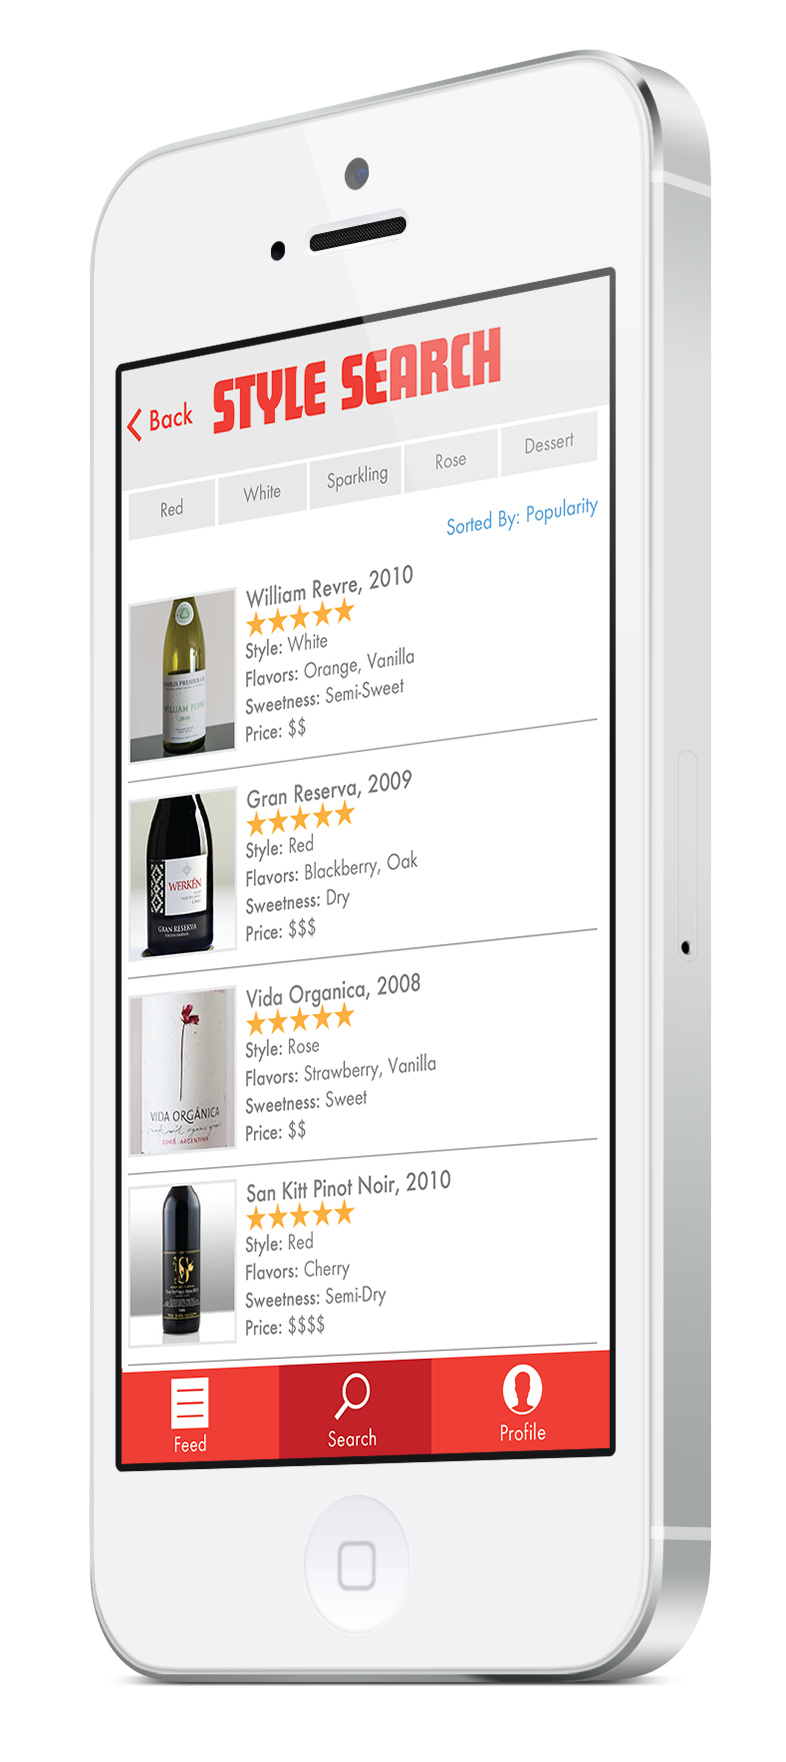 Back
STYLE SEARCH
Red
White
Sparkling
Rose
Dessert
Sorted By: Popularity
William Revre, 2010
Style: White
Flavors: Orange, Vanilla
Sweetness: Semi-Sweet
Price: $$
WILLIAM FEVRE
2010
Gran Reserva, 2009
Style: Red
Flavors: Blackberry, Oak
Sweetness: Dry
Price: $$$
WERKÉN
GRAN RESERVA
Vida Organica, 2008
Style: Rose
Flavors: Strawberry, Vanilla
Sweetness: Sweet
Price: $$
VIDA ORGÁNICA
2008. ARGENTINA
San Kitt Pinot Noir, 2010
Style: Red
Flavors: Cherry
Sweetness: Semi-Dry
Price: $$$$
Feed
Search
Profile